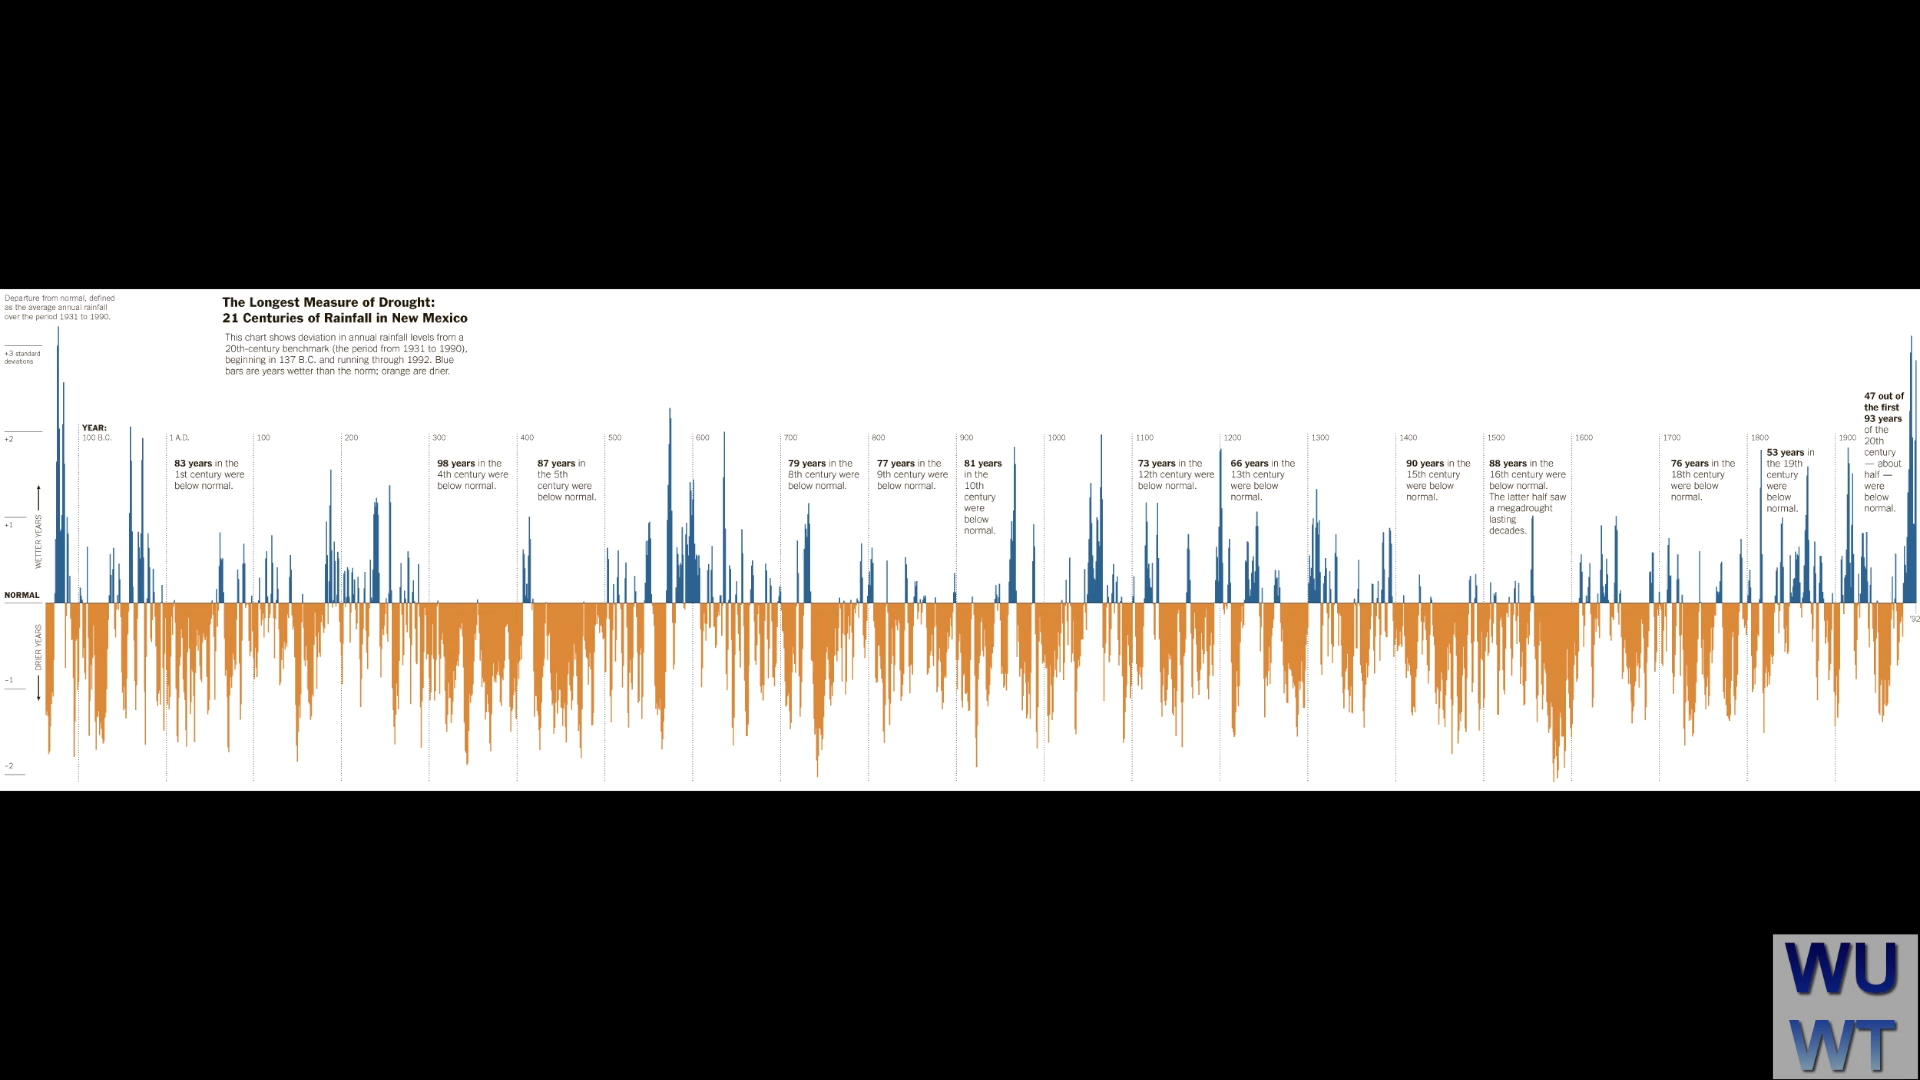 Departure from normal, defined
as the average annual rainfall
over the period 1931 to 1990.
The Longest Measure of Drought:
21 Centuries of Rainfall in New Mexico
This chart shows deviation in annual rainfall levels from a
20th-century benchmark (the period from 1931 to 1990),
beginning in 137 B.C. and running through 1992. Blue
bars are years wetter than the norm; orange are drier.
+3 standard
deviations
+2
+1
WETTER YEARS
NORMAL
DRIER YEARS
−1
−2
YEAR:
100 B.C.
1 A.D.
100
200
300
400
500
600
700
800
900
1000
1100
1200
1300
1400
1500
1600
1700
1800
1900
'92
83 years in the
1st century were
below normal.
98 years in the
4th century were
below normal.
87 years in
the 5th
century were
below normal.
79 years in the
8th century were
below normal.
77 years in the
9th century were
below normal.
81 years
in the
10th
century
were
below
normal.
73 years in the
12th century were
below normal.
66 years in the
13th century were
below normal.
90 years in the
15th century
were below
normal.
88 years in the
16th century were
below normal.
The latter half saw
a megadrought
lasting
decades.
76 years in the
18th century
were below
normal.
53 years in
the 19th
century
were
below
normal.
47 out of
the first
93 years
of the
20th
century
— about
half —
were
below
normal.
WU
WT